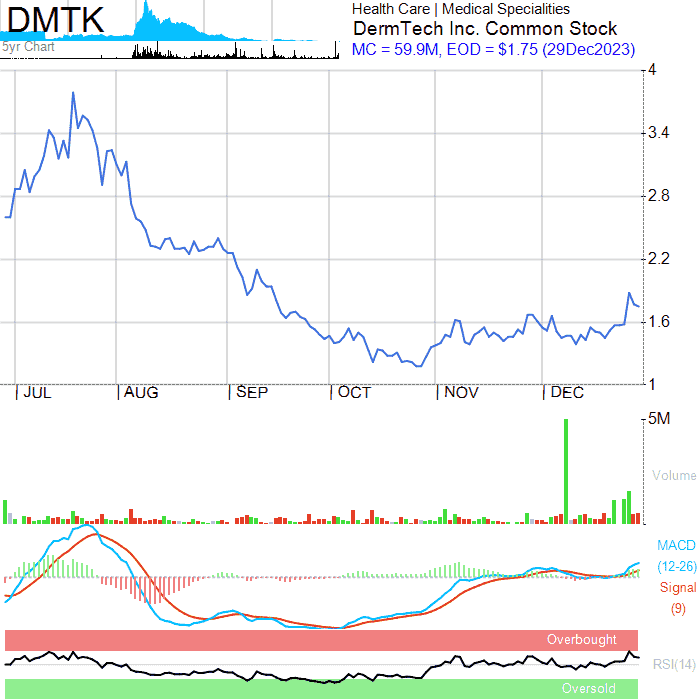 DMTK
5yr Chart
Health Care | Medical Specialities
DermTech Inc. Common Stock
MC = 59.9M, EOD = $1.75 (29Dec2023)
4
3.4
2.8
2.2
1.6
1
JUL AUG SEP OCT NOV DEC
5M
Volume
MACD
(12-26)
Signal
(9)
Overbought
RSI(14)
Oversold